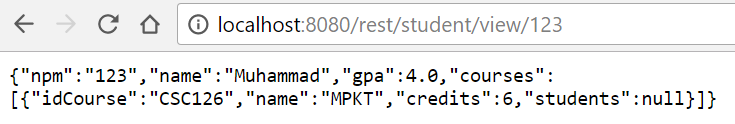 localhost:8080/rest/student/view/123
{"npm":"123","name":"Muhammad","gpa":4.0,"courses":
[{"idCourse":"CSC126","name":"MPKT","credits":6,"students":null}]}